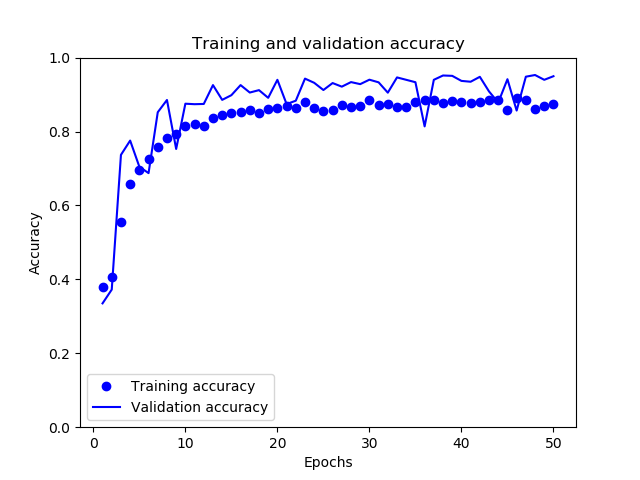 Training and validation accuracy
1.0
0.8
0.6
0.4
0.2
0.0
Accuracy
Training accuracy
Validation accuracy
0 10 20 30 40 50
Epochs